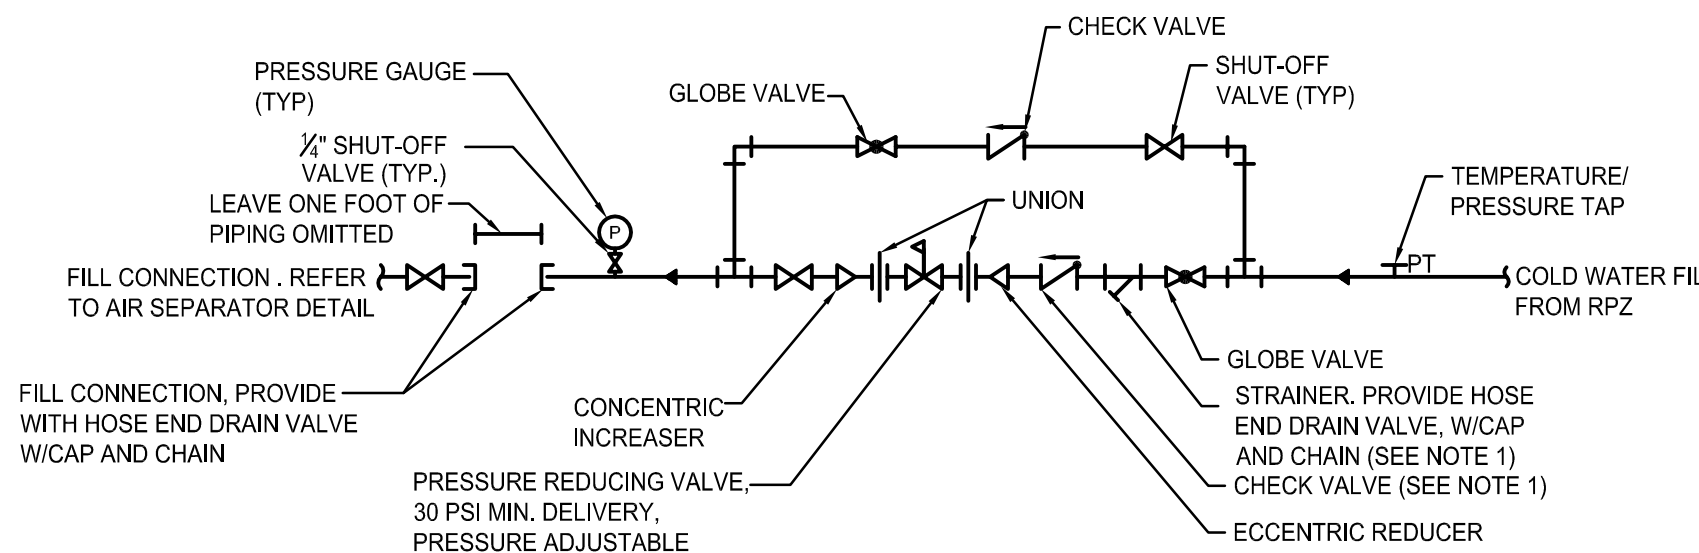 CHECK VALVE
PRESSURE GAUGE
(TYP)
GLOBE VALVE
SHUT-OFF
VALVE (TYP)
¼" SHUT-OFF
VALVE (TYP.)
LEAVE ONE FOOT OF
PIPING OMITTED
P
UNION
TEMPERATURE/
PRESSURE TAP
PT
FILL CONNECTION . REFER
TO AIR SEPARATOR DETAIL
COLD WATER FIL
FROM RPZ
FILL CONNECTION, PROVIDE
WITH HOSE END DRAIN VALVE
W/CAP AND CHAIN
CONCENTRIC
INCREASER
PRESSURE REDUCING VALVE,
30 PSI MIN. DELIVERY,
PRESSURE ADJUSTABLE
GLOBE VALVE
STRAINER. PROVIDE HOSE
END DRAIN VALVE, W/CAP
AND CHAIN (SEE NOTE 1)
CHECK VALVE (SEE NOTE 1)
ECCENTRIC REDUCER